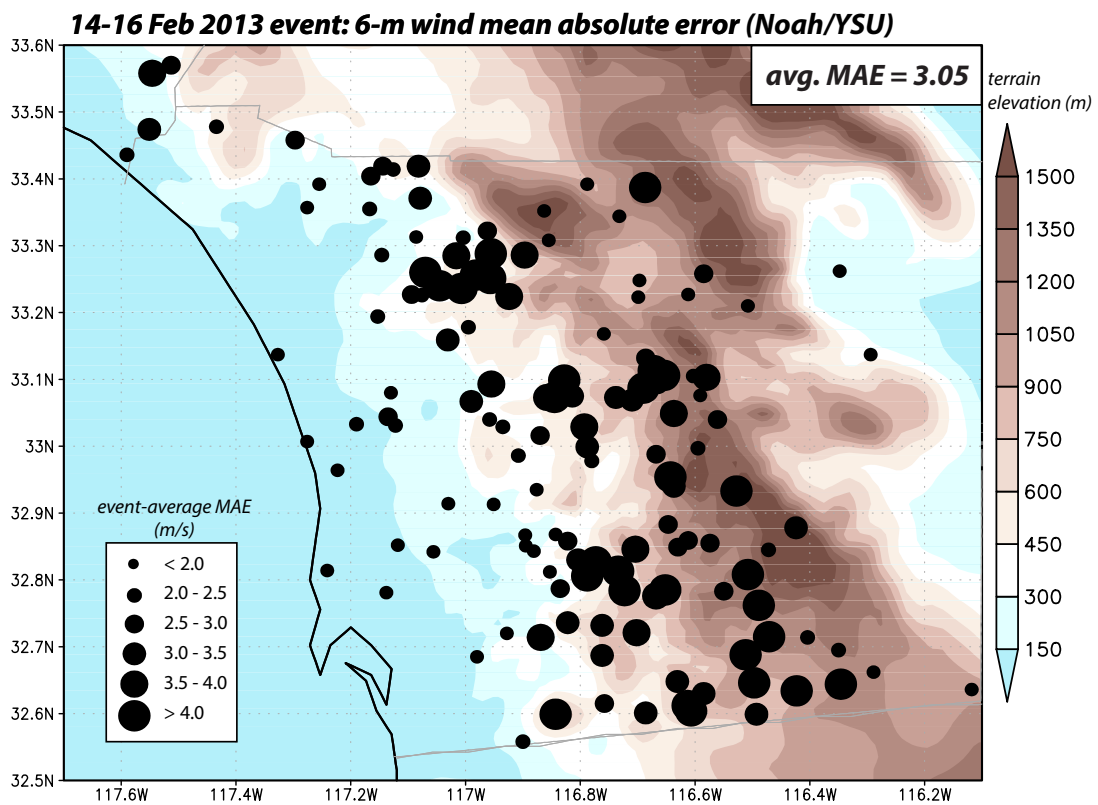 14-16 Feb 2013 event: 6-m wind mean absolute error (Noah/YSU)
avg. MAE = 3.05
terrain
elevation (m)
1500
1350
1200
1050
900
750
600
450
300
150
33.6N
33.5N
33.4N
33.3N
33.2N
33.1N
33N
32.9N
32.8N
32.7N
32.6N
32.5N
event-average MAE
(m/s)
< 2.0
2.0 - 2.5
2.5 - 3.0
3.0 - 3.5
3.5 - 4.0
> 4.0
117.6W
117.4W
117.2W
117W
116.8W
116.6W
116.4W
116.2W